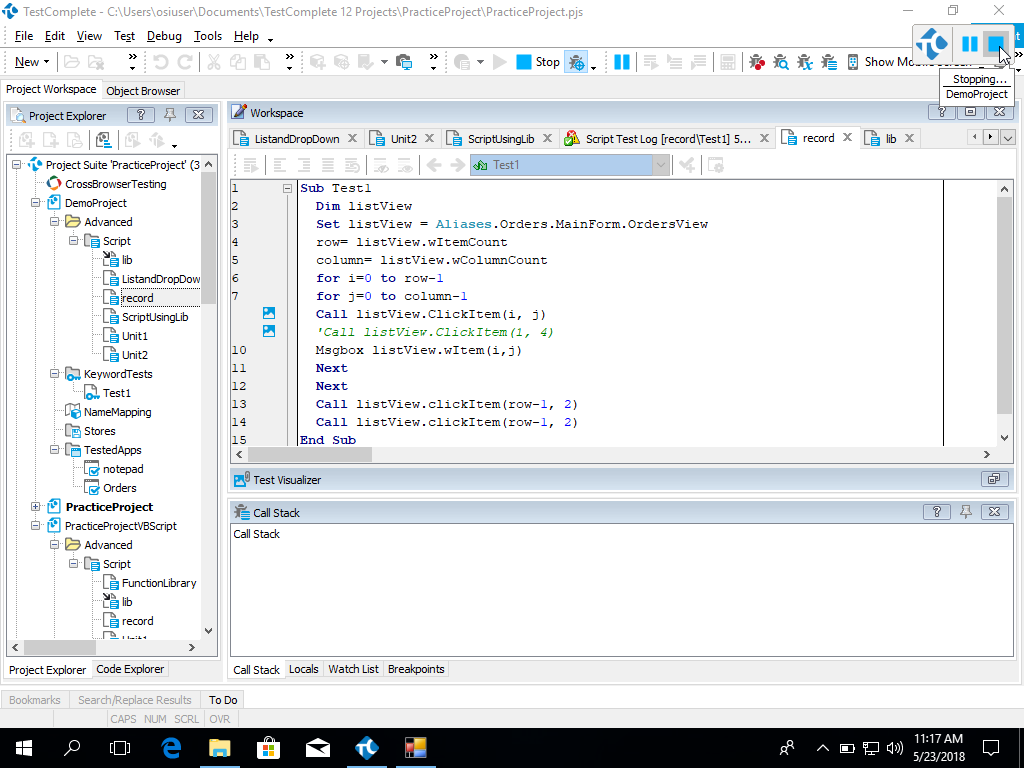 TestComplete - C:\Users\osiuser\Documents\TestComplete 12 Projects\PracticeProject\PracticeProject.pjs
File Edit View Test Debug Tools Help
New Stop Show Mo
Stopping...
DemoProject
Project Workspace Object Browser
Project Explorer
Workspace
ListandDropDown Unit2 ScriptUsingLib Script Test Log [record\Test1] 5... record lib
Test1
Project Suite 'PracticeProject' (3
CrossBrowserTesting
DemoProject
Advanced
Script
lib
ListandDropDow
record
ScriptUsingLib
Unit1
Unit2
KeywordTests
Test1
NameMapping
Stores
TestedApps
notepad
Orders
PracticeProject
PracticeProjectVBScript
Advanced
Script
FunctionLibrary
lib
record
Unit1
1 Sub Test1
2 Dim listView
3 Set listView = Aliases.Orders.MainForm.OrdersView
4 row= listView.wItemCount
5 column= listView.wColumnCount
6 for i=0 to row-1
7 for j=0 to column-1
Call listView.ClickItem(i, j)
'Call listView.ClickItem(1, 4)
10 Msgbox listView.wItem(i,j)
11 Next
12 Next
13 Call listView.clickItem(row-1, 2)
14 Call listView.clickItem(row-1, 2)
15 End Sub
Test Visualizer
Call Stack
Call Stack
Project Explorer Code Explorer
Call Stack Locals Watch List Breakpoints
Bookmarks Search/Replace Results To Do
CAPS NUM SCRL OVR
11:17 AM
5/23/2018